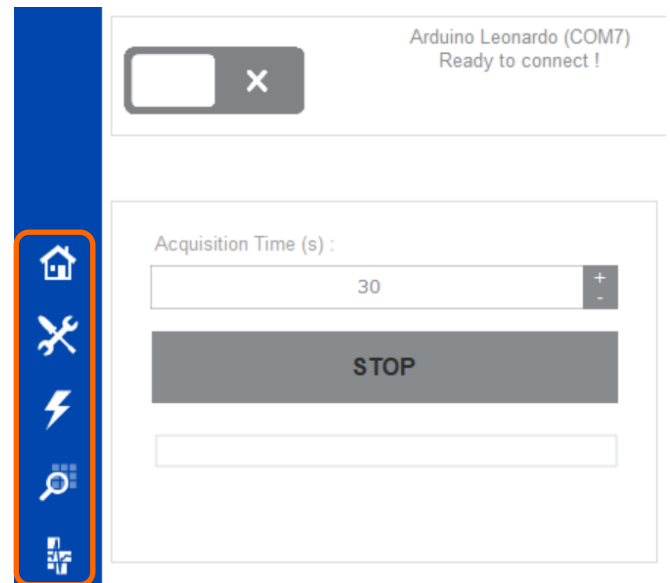 Arduino Leonardo (COM7)
Ready to connect !
Acquisition Time (s) :
30
+
-
STOP